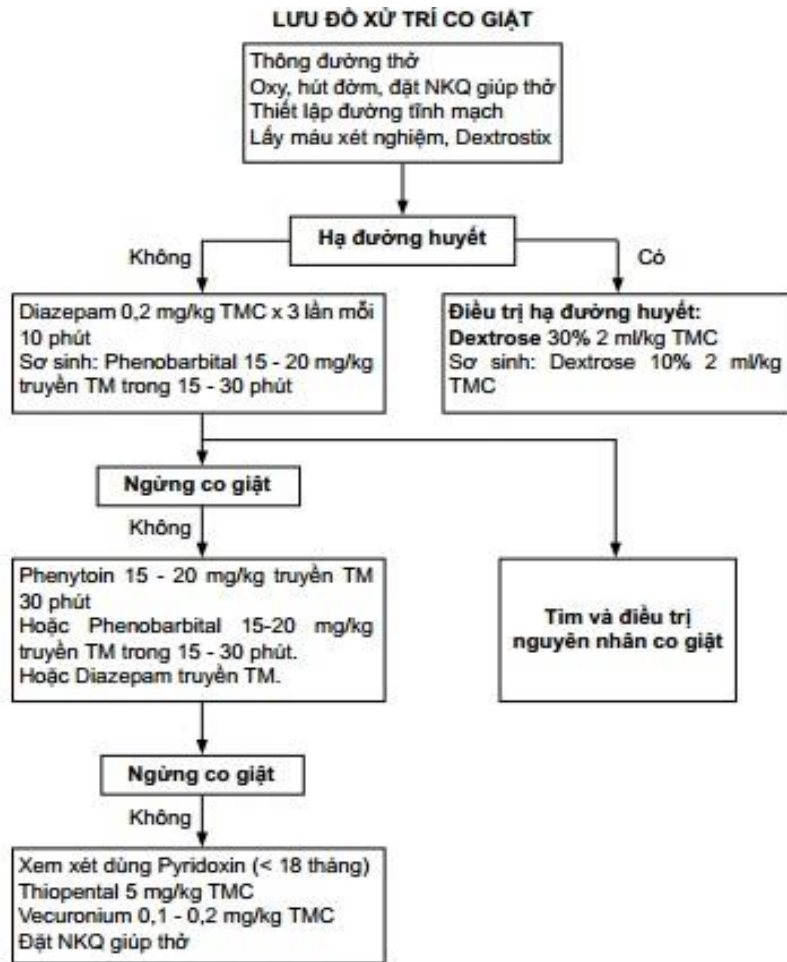 LƯU ĐỒ XỬ TRÍ CO GIẬT
Thông đường thở
Oxy, hút đờm, đặt NKQ giúp thở
Thiết lập đường tĩnh mạch
Lấy máu xét nghiệm, Dextrostix
Hạ đường huyết
Không
Có
Diazepam 0,2 mg/kg TMC x 3 lần mỗi
10 phút
Sơ sinh: Phenobarbital 15 - 20 mg/kg
truyền TM trong 15 - 30 phút
Điều trị hạ đường huyết:
Dextrose 30% 2 ml/kg TMC
Sơ sinh: Dextrose 10% 2 ml/kg
TMC
Ngừng co giật
Không
Phenytoin 15 - 20 mg/kg truyền TM
30 phút
Hoặc Phenobarbital 15-20 mg/kg
truyền TM trong 15 - 30 phút.
Hoặc Diazepam truyền TM.
Tìm và điều trị
nguyên nhân co giật
Ngừng co giật
Không
Xem xét dùng Pyridoxin (< 18 tháng)
Thiopental 5 mg/kg TMC
Vecuronium 0,1 - 0,2 mg/kg TMC
Đặt NKQ giúp thở